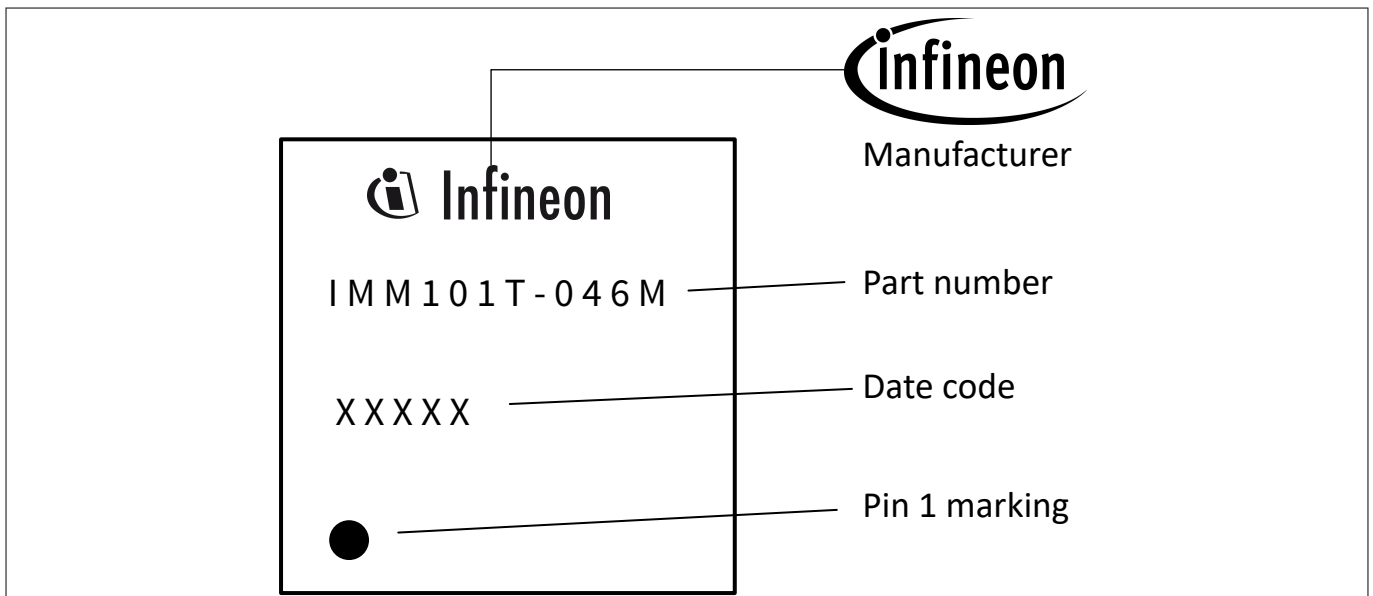 infineon
Manufacturer
Infineon
IMM101T-046M
Part number
XXXXX
Date code
Pin 1 marking